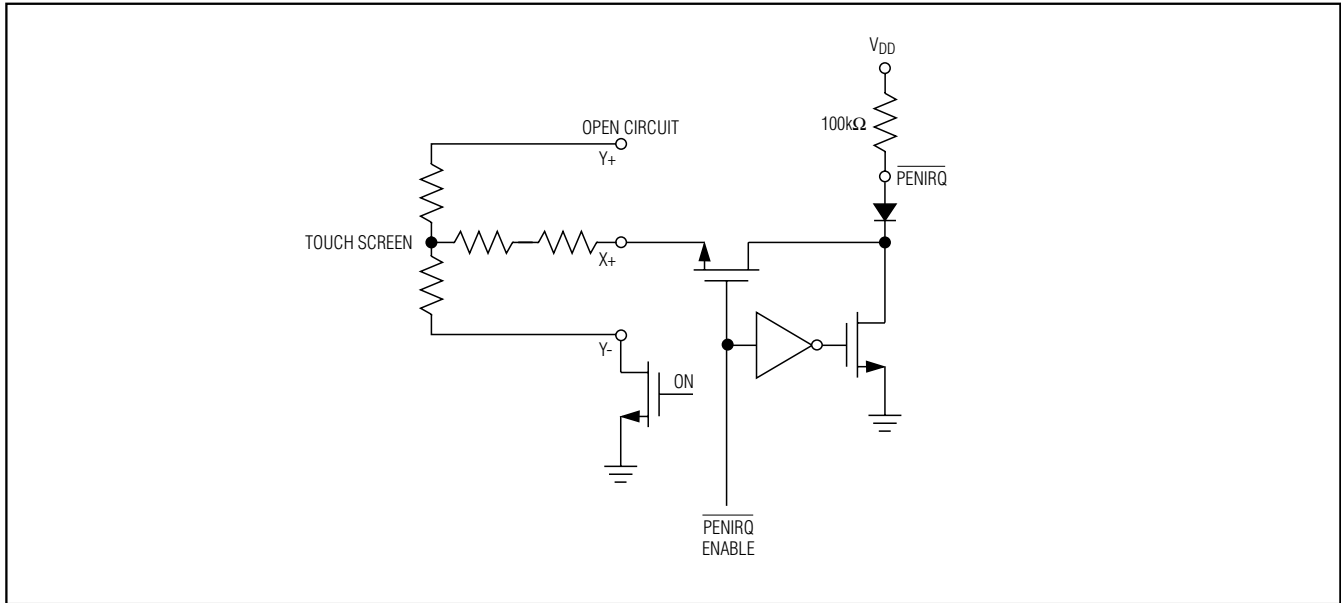 VDD
100kΩ
OPEN CIRCUIT
Y+
PENIRQ
TOUCH SCREEN
X+
Y-
ON
PENIRQ
ENABLE